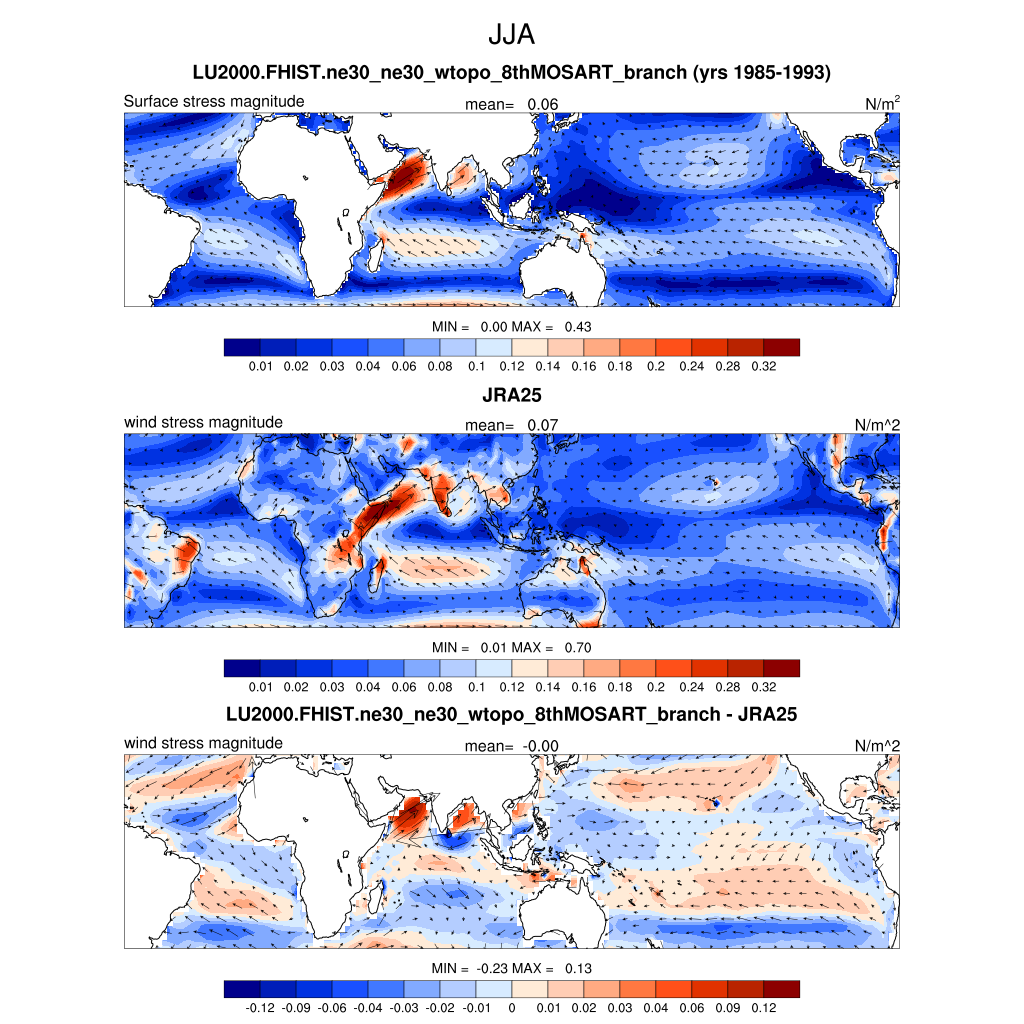 JJA
LU2000.FHIST.ne30_ne30_wtopo_8thMOSART_branch (yrs 1985-1993)
Surface stress magnitude mean= 0.06 N/m2
MIN = 0.00 MAX = 0.43
0.01 0.02 0.03 0.04 0.06 0.08 0.1 0.12 0.14 0.16 0.18 0.2 0.24 0.28 0.32
JRA25
wind stress magnitude mean= 0.07 N/m^2
MIN = 0.01 MAX = 0.70
0.01 0.02 0.03 0.04 0.06 0.08 0.1 0.12 0.14 0.16 0.18 0.2 0.24 0.28 0.32
LU2000.FHIST.ne30_ne30_wtopo_8thMOSART_branch - JRA25
wind stress magnitude mean= -0.00 N/m^2
MIN = -0.23 MAX = 0.13
-0.12 -0.09 -0.06 -0.04 -0.03 -0.02 -0.01 0 0.01 0.02 0.03 0.04 0.06 0.09 0.12